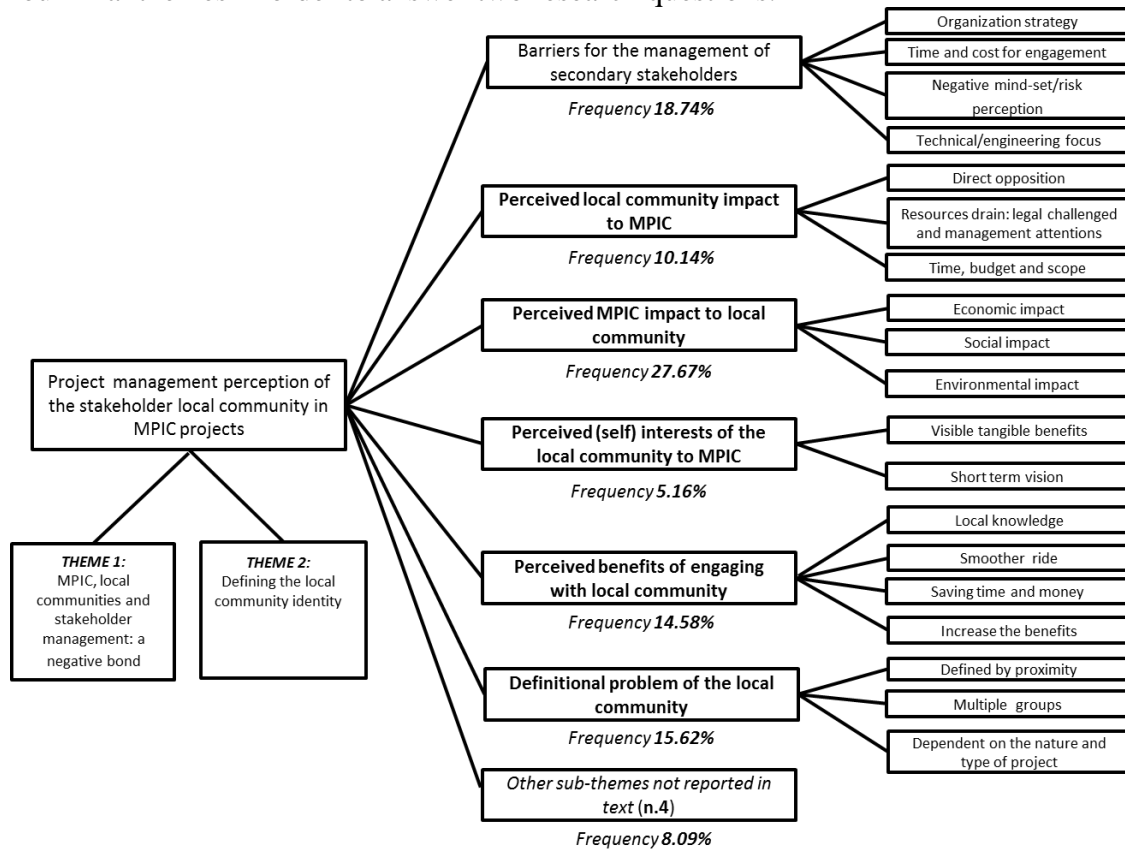 Organization strategy
Barriers for the management of
secondary stakeholders
Frequency 18.74%
Time and cost for engagement
Negative mind-set/risk
perception
Technical/engineering focus
Perceived local community impact
to MPIC
Frequency 10.14%
Direct opposition
Resources drain: legal challenged
and management attentions
Time, budget and scope
Perceived MPIC impact to local
community
Frequency 27.67%
Economic impact
Social impact
Environmental impact
Project management perception of
the stakeholder local community in
MPIC projects
Perceived (self) interests of the
local community to MPIC
Frequency 5.16%
Visible tangible benefits
Short term vision
THEME 1:
MPIC, local
communities and
stakeholder
management: a
negative bond
THEME 2:
Defining the local
community identity
Perceived benefits of engaging
with local community
Frequency 14.58%
Local knowledge
Smoother ride
Saving time and money
Increase the benefits
Definitional problem of the local
community
Frequency 15.62%
Defined by proximity
Multiple groups
Dependent on the nature and
type of project
Other sub-themes not reported in
text (n.4)
Frequency 8.09%